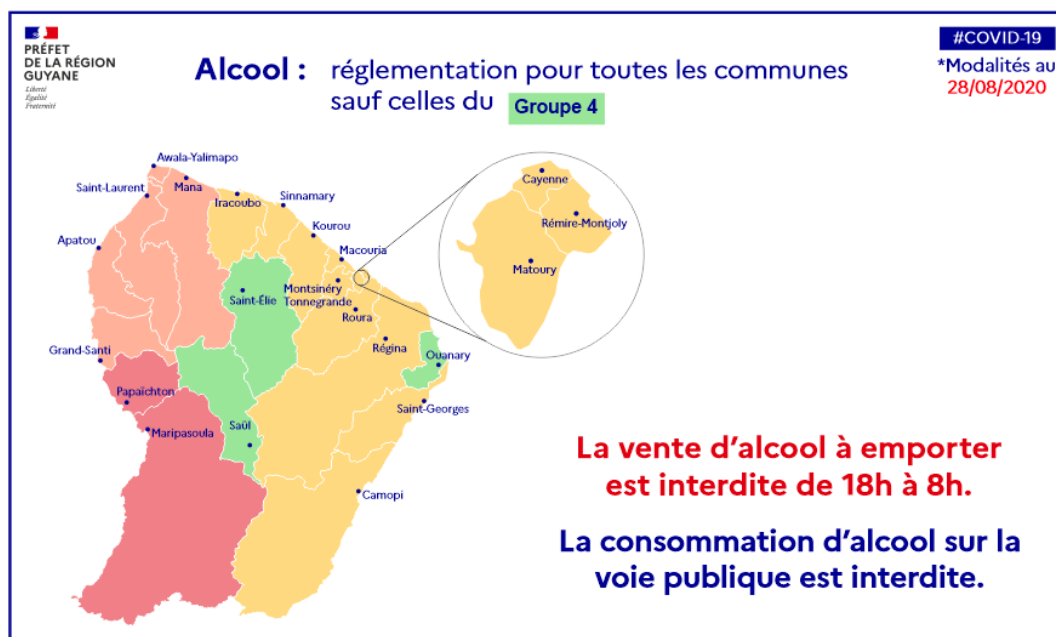 PRÉFET
DE LA RÉGION
GUYANE
Liberté
Égalité
Fraternité
Alcool : réglementation pour toutes les communes
sauf celles du Groupe 4
#COVID-19
*Modalités au
28/08/2020
Awala-Yalimapo
Saint-Laurent
Mana
Iracoubo
Sinnamary
Kourou
Apatou
Macouria
Saint-Élie
Montsinéry
Tonnegrande
Roura
Régina
Grand-Santi
Ouanary
Papaïchton
Saint-Georges
Maripasoula
Saül
Camopi
Cayenne
Rémire-Montjoly
Matoury
La vente d'alcool à emporter
est interdite de 18h à 8h.
La consommation d'alcool sur la
voie publique est interdite.